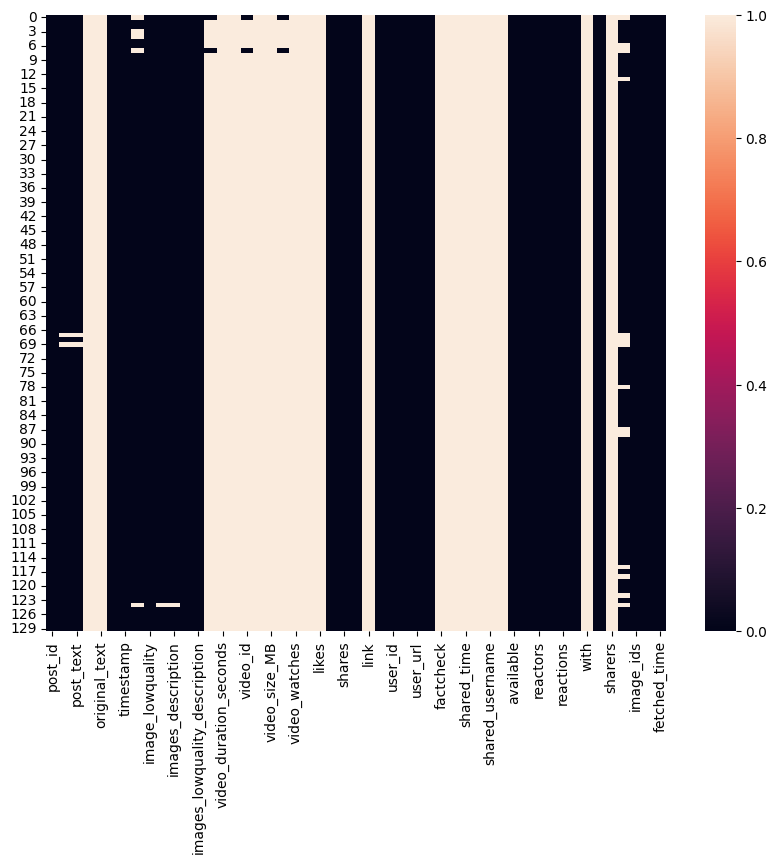 0
3
6
9
12
15
18
21
24
27
30
33
36
39
42
45
48
51
54
57
60
63
66
69
72
75
78
81
84
87
90
93
96
99
102
105
108
111
114
117
120
123
126
129
post_id
post_text
original_text
timestamp
image_lowquality
images_description
images_lowquality_description
video_duration_seconds
video_id
video_size_MB
video_watches
likes
shares
link
user_id
user_url
factcheck
shared_time
shared_username
available
reactors
reactions
with
sharers
image_ids
fetched_time
1.0
0.8
0.6
0.4
0.2
0.0